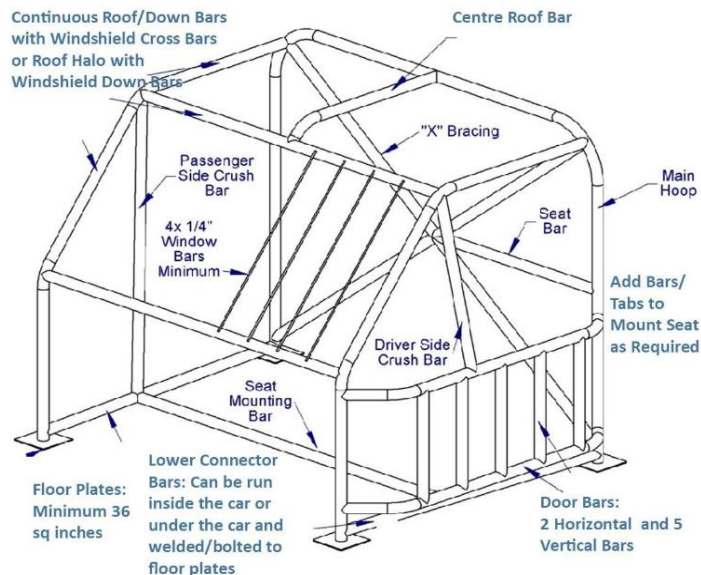 Continuous Roof/Down Bars
with Windshield Cross Bars
or Roof Halo with
Windshield Down Bars
Centre Roof Bar
"X" Bracing
Passenger
Side Crush
Bar
Main
Hoop
Seat
Bar
4x 1/4"
Window
Bars
Minimum
Add Bars/
Tabs to
Mount Seat
as Required
Driver Side
Crush Bar
Seat
Mounting
Bar
Floor Plates:
Minimum 36
sq inches
Lower Connector
Bars: Can be run
inside the car or
under the car and
welded/bolted to
floor plates
Door Bars:
2 Horizontal and 5
Vertical Bars